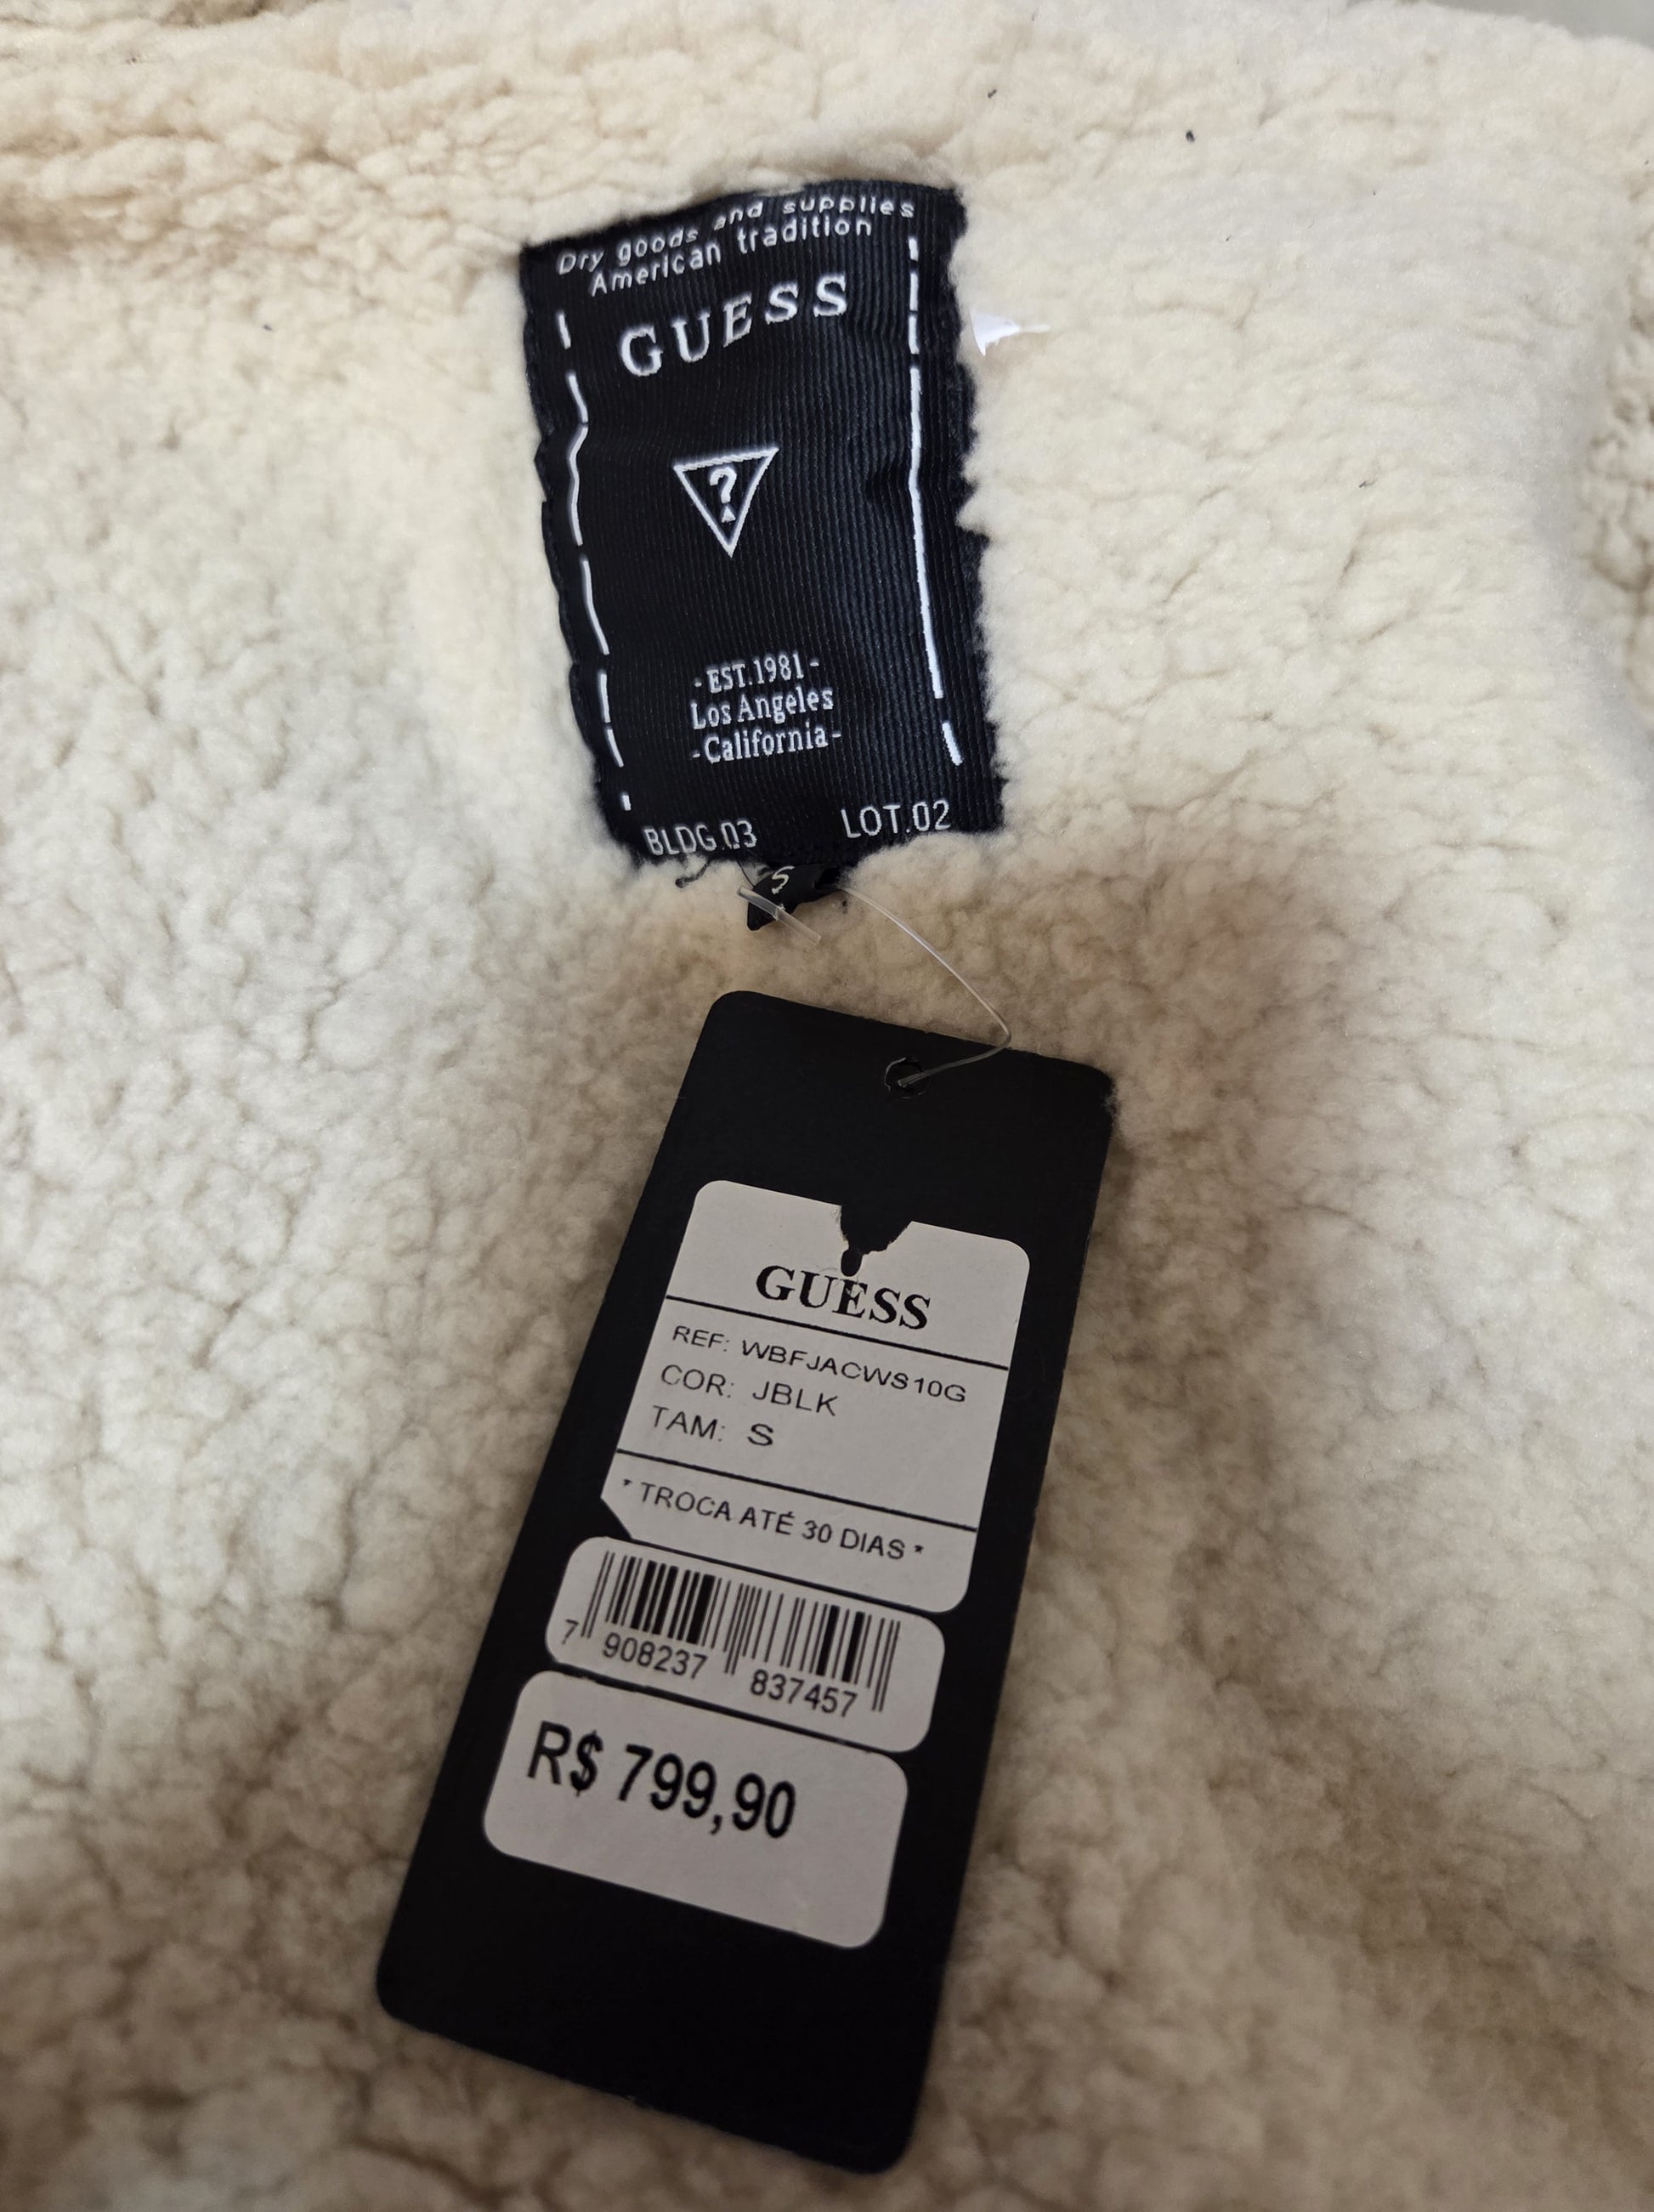 Dry goods and supplies
American tradition
GUESS
?
- EST.1981 -
Los Angeles
- California -
BLDG.03 LOT.02
S
GUESS
REF: WBFJACWS10G
COR: JBLK
TAM: S
* TROCA ATÉ 30 DIAS *
7 908237 837457
R$ 799,90